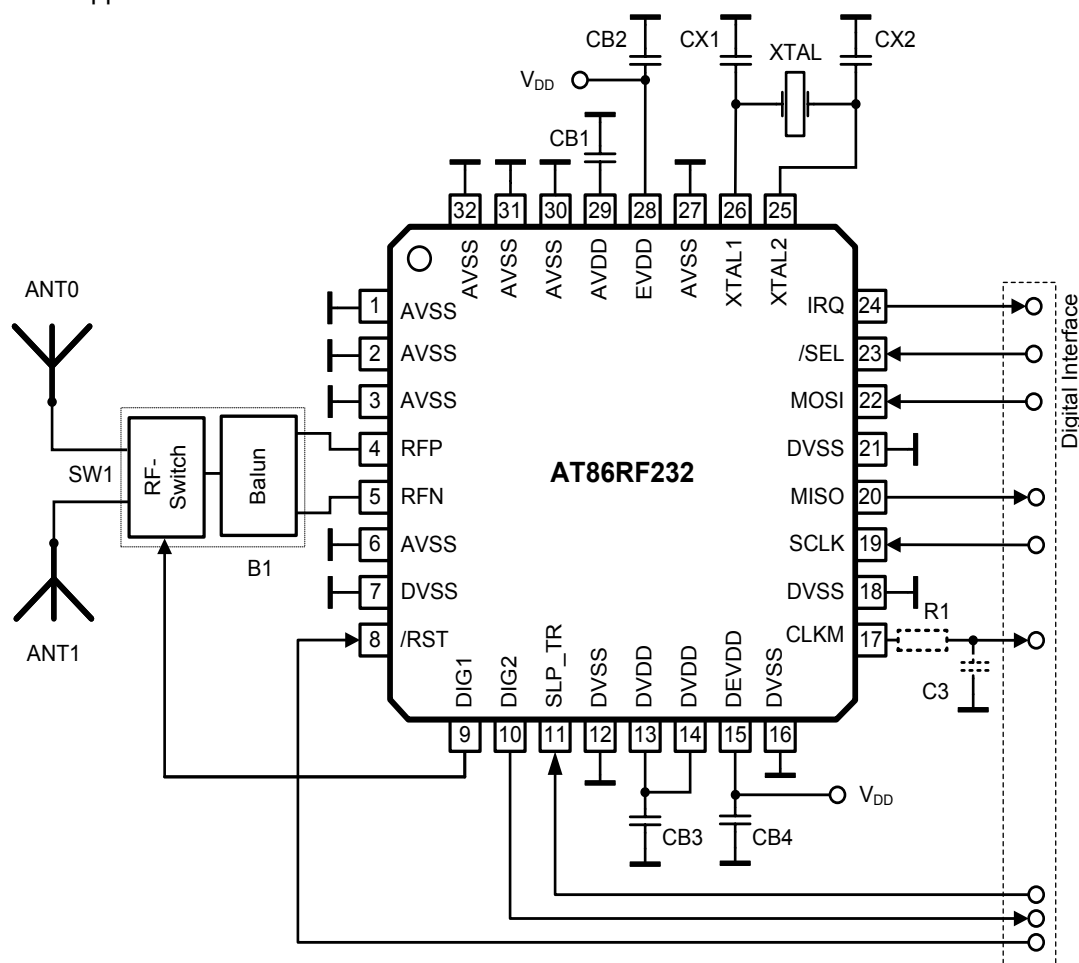 CB2
CX1
XTAL
CX2
VDD
CB1
32
31
30
29
28
27
26
25
AVSS
AVSS
AVSS
AVDD
EVDD
AVSS
XTAL1
XTAL2
ANT0
ANT1
SW1
RF-
Switch
Balun
B1
1 AVSS
2 AVSS
3 AVSS
4 RFP
5 RFN
6 AVSS
7 DVSS
8 /RST
AT86RF232
IRQ 24
/SEL 23
MOSI 22
DVSS 21
MISO 20
SCLK 19
DVSS 18
CLKM 17
R1
C3
Digital Interface
DIG1
DIG2
SLP_TR
DVSS
DVDD
DVDD
DEVDD
DVSS
9
10
11
12
13
14
15
16
VDD
CB3
CB4